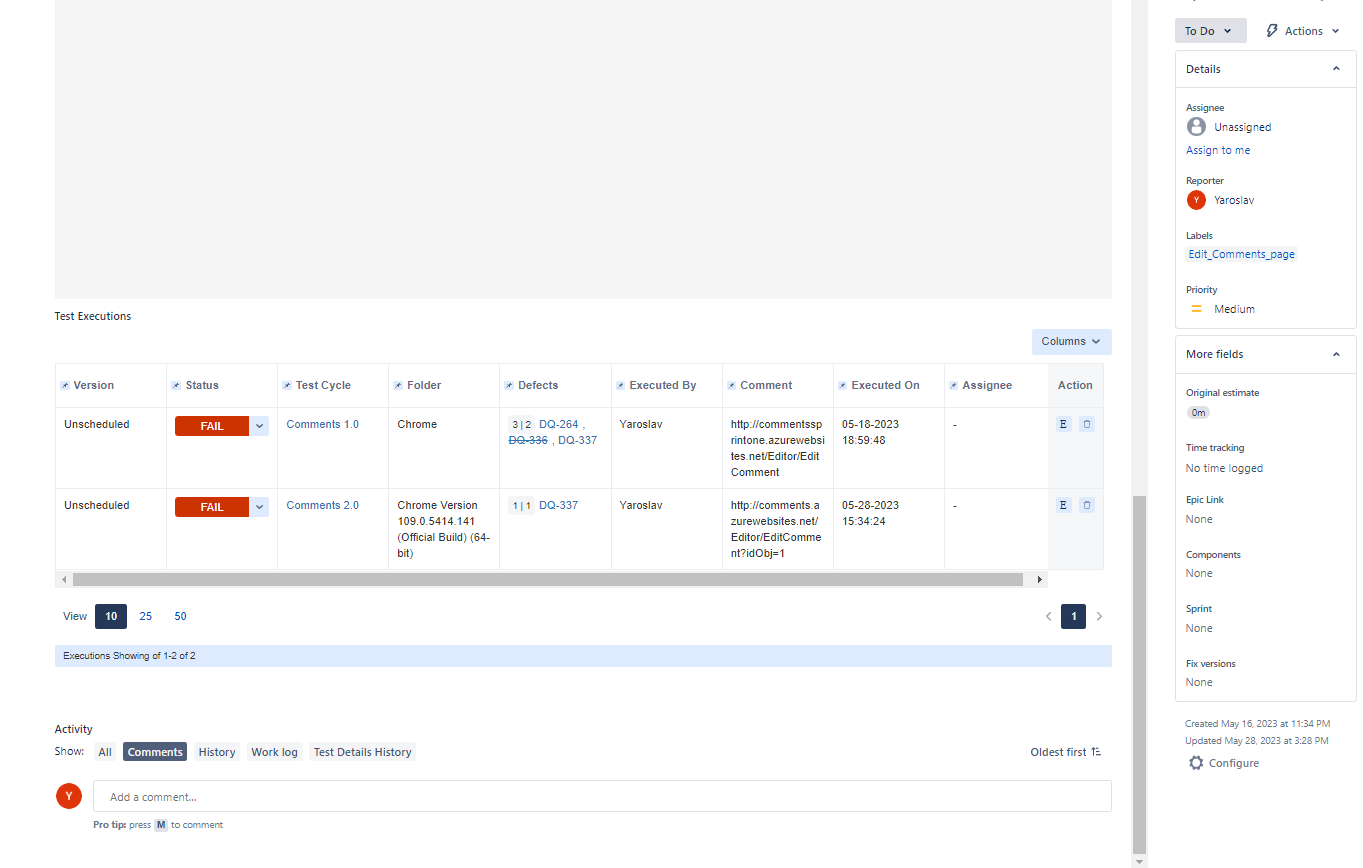 Test Executions
Columns
Version Status Test Cycle Folder Defects Executed By Comment Executed On Assignee Action
Unscheduled FAIL Comments 1.0 Chrome 3 | 2 DQ-264 , Yaroslav http://commentssp 05-18-2023 - E
DQ-336 , DQ-337 rintone.azurewebsi 18:59:48
tes.net/Editor/Edit
Comment
Unscheduled FAIL Comments 2.0 Chrome Version 1 | 1 DQ-337 Yaroslav http://comments.a 05-28-2023 - E
109.0.5414.141 zurewebsites.net/ 15:34:24
(Official Build) (64- Editor/EditComme
bit) nt?idObj=1
View 10 25 50 1
Executions Showing of 1-2 of 2
Activity
Show: All Comments History Work log Test Details History Oldest first
Y Add a comment...
Pro tip: press M to comment
To Do Actions
Details
Assignee
Unassigned
Assign to me
Reporter
Y Yaroslav
Labels
Edit_Comments_page
Priority
Medium
More fields
Original estimate
0m
Time tracking
No time logged
Epic Link
None
Components
None
Sprint
None
Fix versions
None
Created May 16, 2023 at 11:34 PM
Updated May 28, 2023 at 3:28 PM
Configure